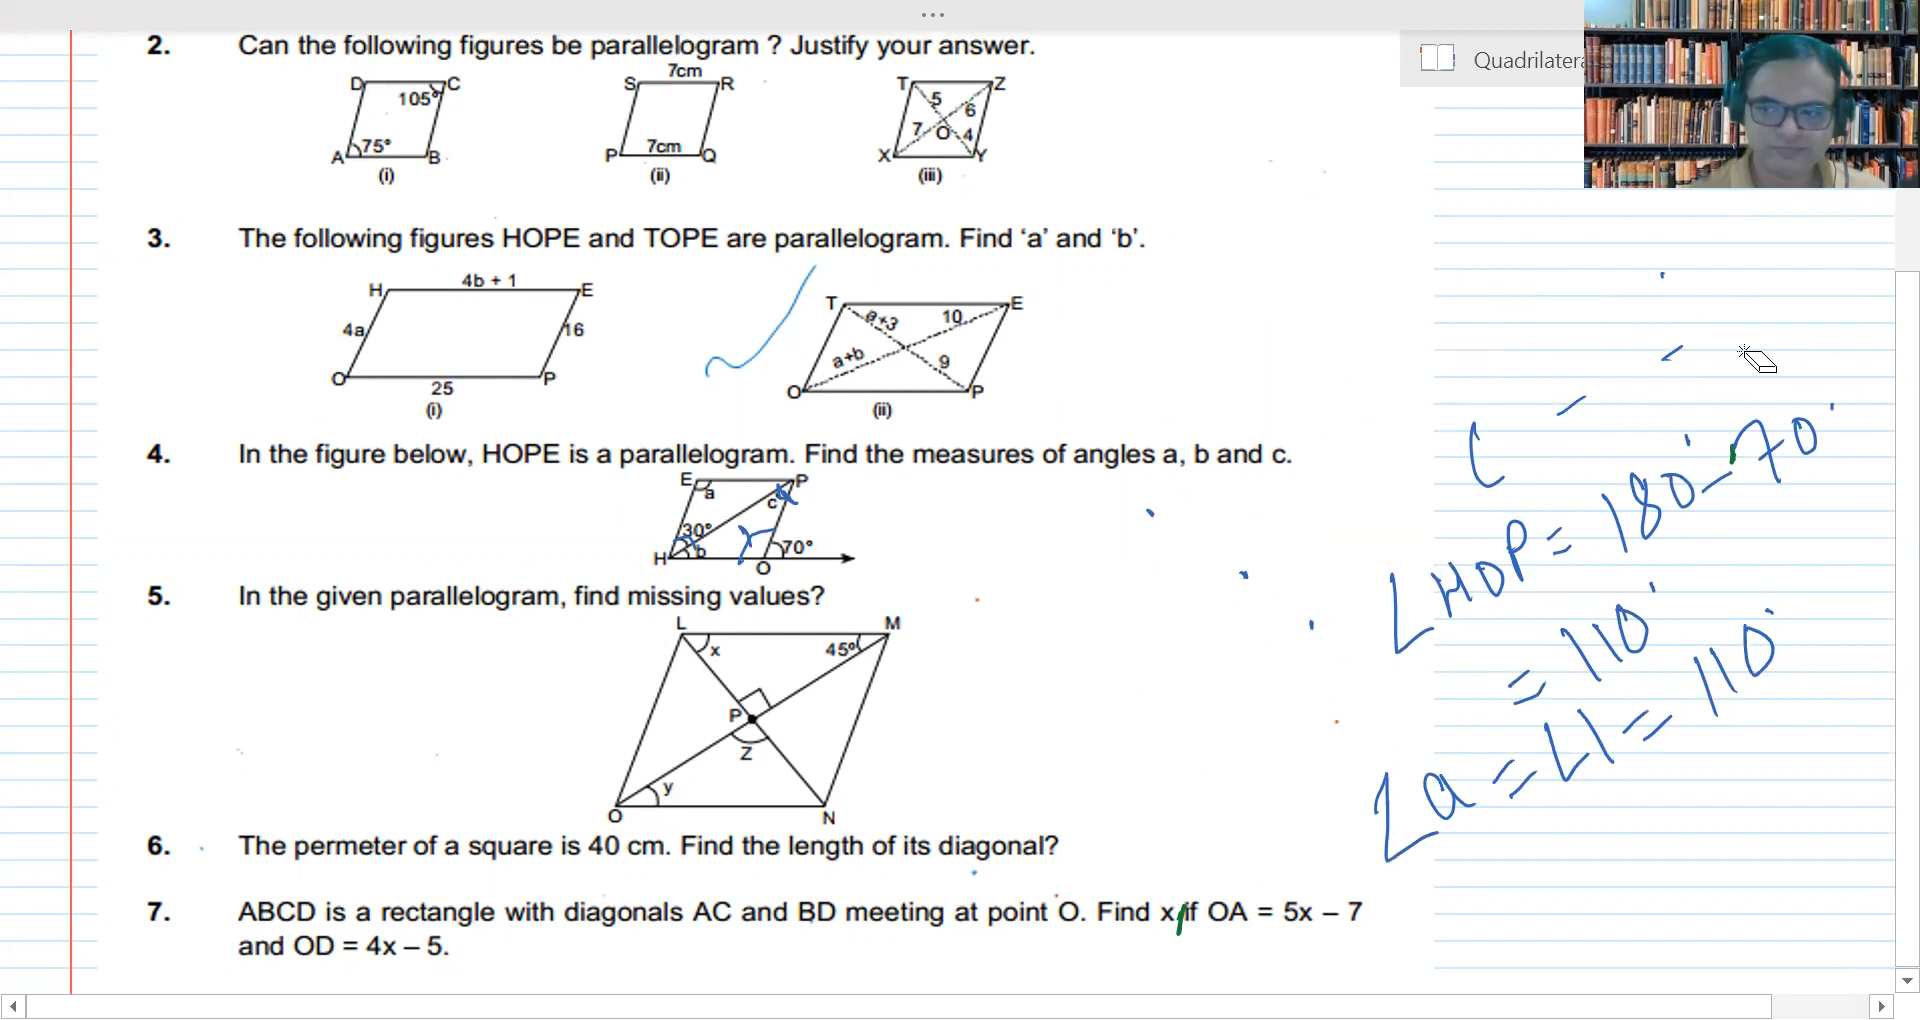 Quadrilatera
2. Can the following figures be parallelogram ? Justify your answer.
D C 105° 75° A B (i)
S 7cm R P 7cm Q (ii)
T Z 5 6 7 O 4 X Y (iii)
3. The following figures HOPE and TOPE are parallelogram. Find ‘a’ and ‘b’.
H 4b + 1 E 4a 16 O 25 P (i)
T E a+3 10 a+b 9 O P (ii)
4. In the figure below, HOPE is a parallelogram. Find the measures of angles a, b and c.
E a P c 30° b H O 70°
5. In the given parallelogram, find missing values?
L M x 45° P Z y O N
6. The permeter of a square is 40 cm. Find the length of its diagonal?
7. ABCD is a rectangle with diagonals AC and BD meeting at point O. Find x if OA = 5x – 7
and OD = 4x – 5.
∠HOP = 180° - 70°
= 110°
∠a = ∠1 = 110°